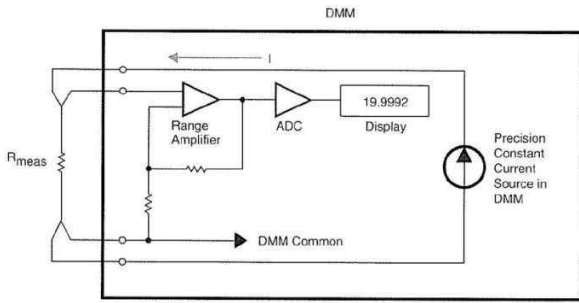 DMM
I
19.9992
Range
Amplifier
ADC
Display
Precision
Constant
Current
Source in
DMM
Rmeas
DMM Common